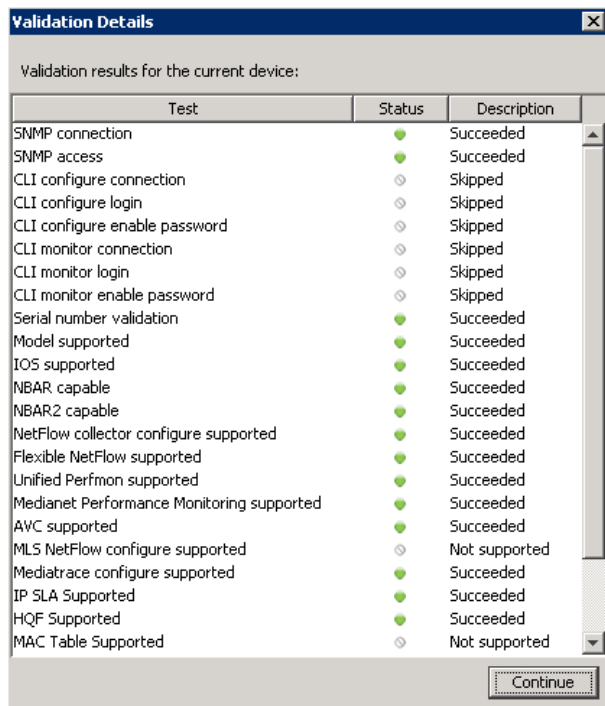 Validation Details
Validation results for the current device:
Test Status Description
SNMP connection Succeeded
SNMP access Succeeded
CLI configure connection Skipped
CLI configure login Skipped
CLI configure enable password Skipped
CLI monitor connection Skipped
CLI monitor login Skipped
CLI monitor enable password Skipped
Serial number validation Succeeded
Model supported Succeeded
IOS supported Succeeded
NBAR capable Succeeded
NBAR2 capable Succeeded
NetFlow collector configure supported Succeeded
Flexible NetFlow supported Succeeded
Unified Perfmon supported Succeeded
Medianet Performance Monitoring supported Succeeded
AVC supported Succeeded
MLS NetFlow configure supported Not supported
Mediatrace configure supported Succeeded
IP SLA Supported Succeeded
HQF Supported Succeeded
MAC Table Supported Not supported
Continue